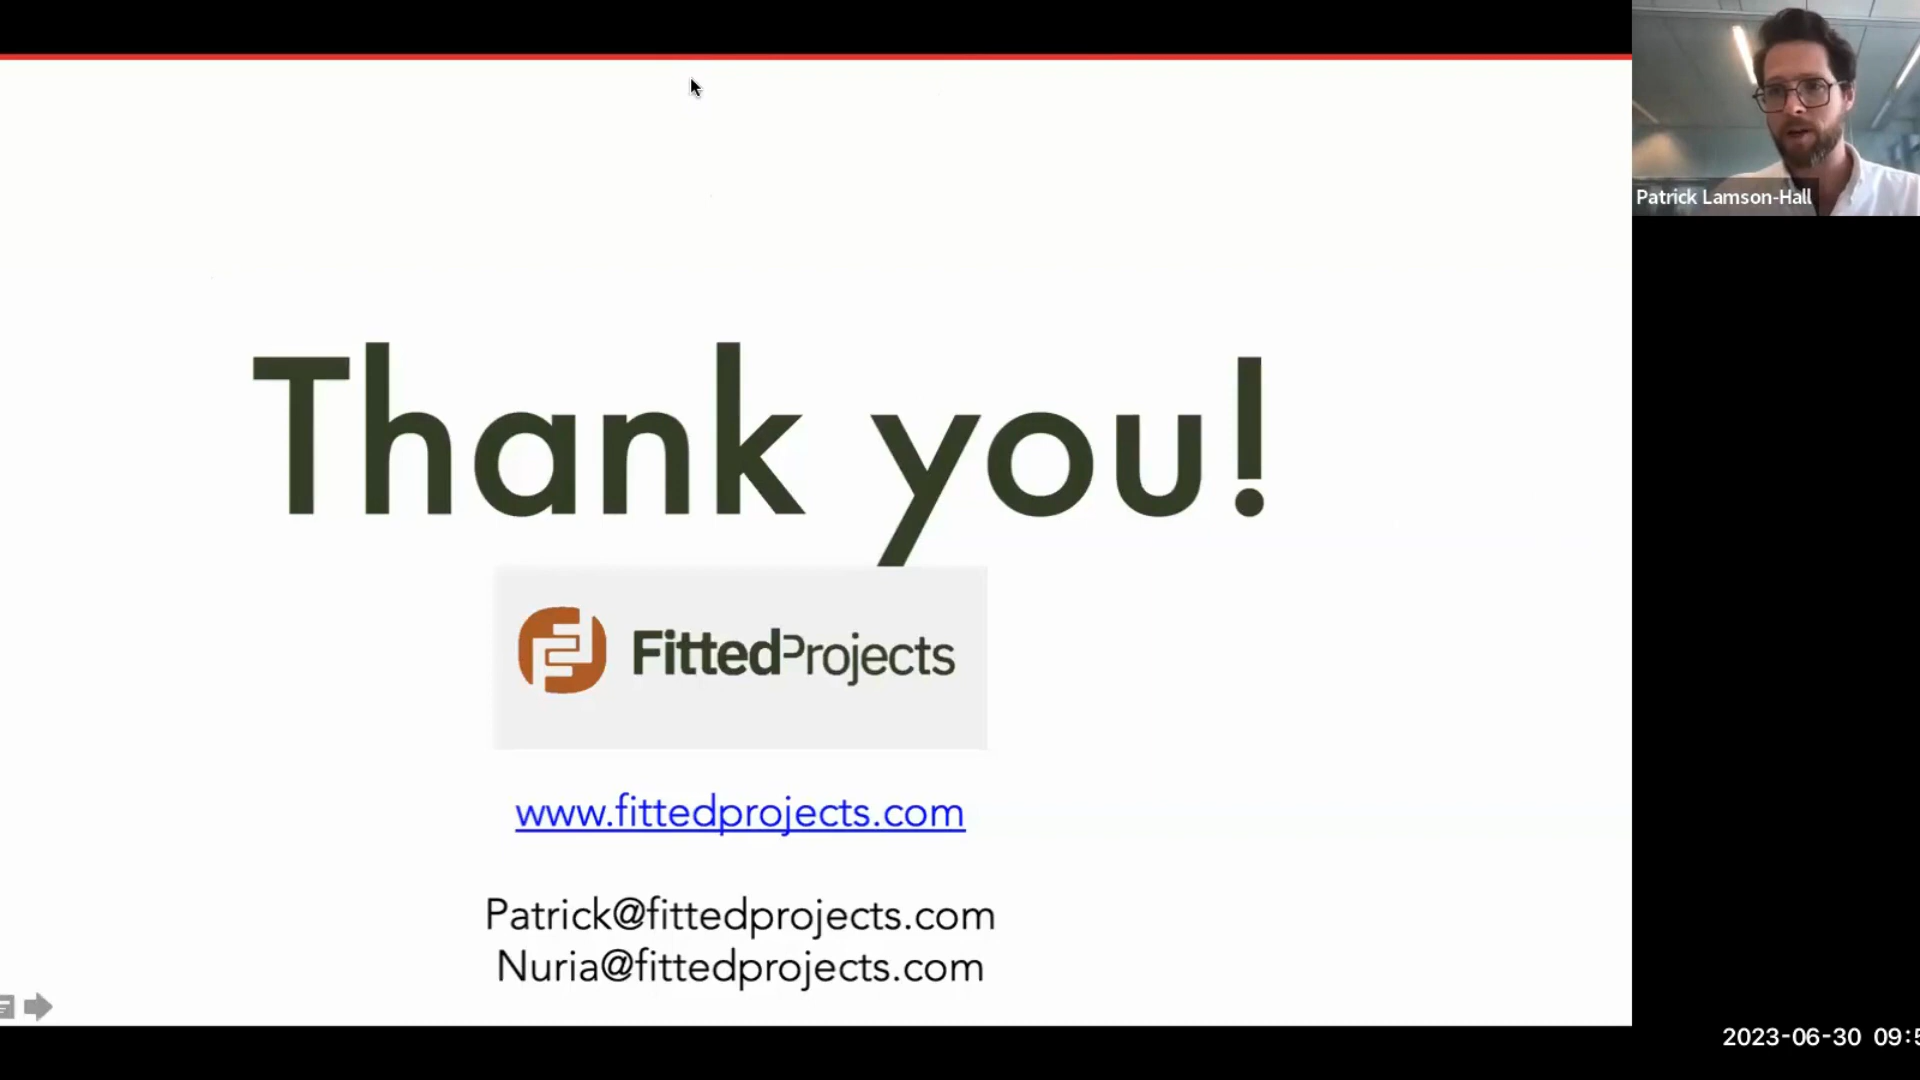 Patrick Lamson-Hall
Thank you!
FittedProjects
www.fittedprojects.com
Patrick@fittedprojects.com
Nuria@fittedprojects.com
2023-06-30 09:5